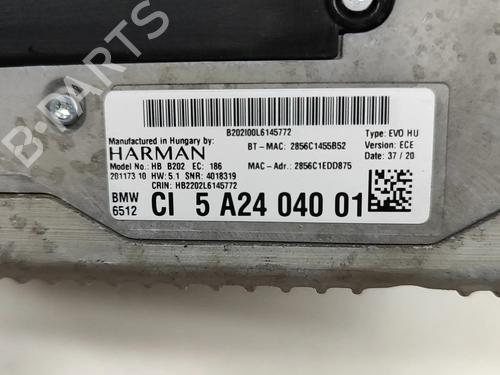 B-PARTS
B202I00L6145772
Manufactured in Hungary by:
HARMAN
BT-MAC: 2856C1455B52
Type: EVO HU
Version: ECE
Date: 37 / 20
Model No.: HB B202 EC: 186
201173 10 HW: 5.1 SNR: 4018319
MAC-Adr.: 2856C1EDD875
CRIN: HB2202L6145772
BMW
6512
CI 5 A24 040 01